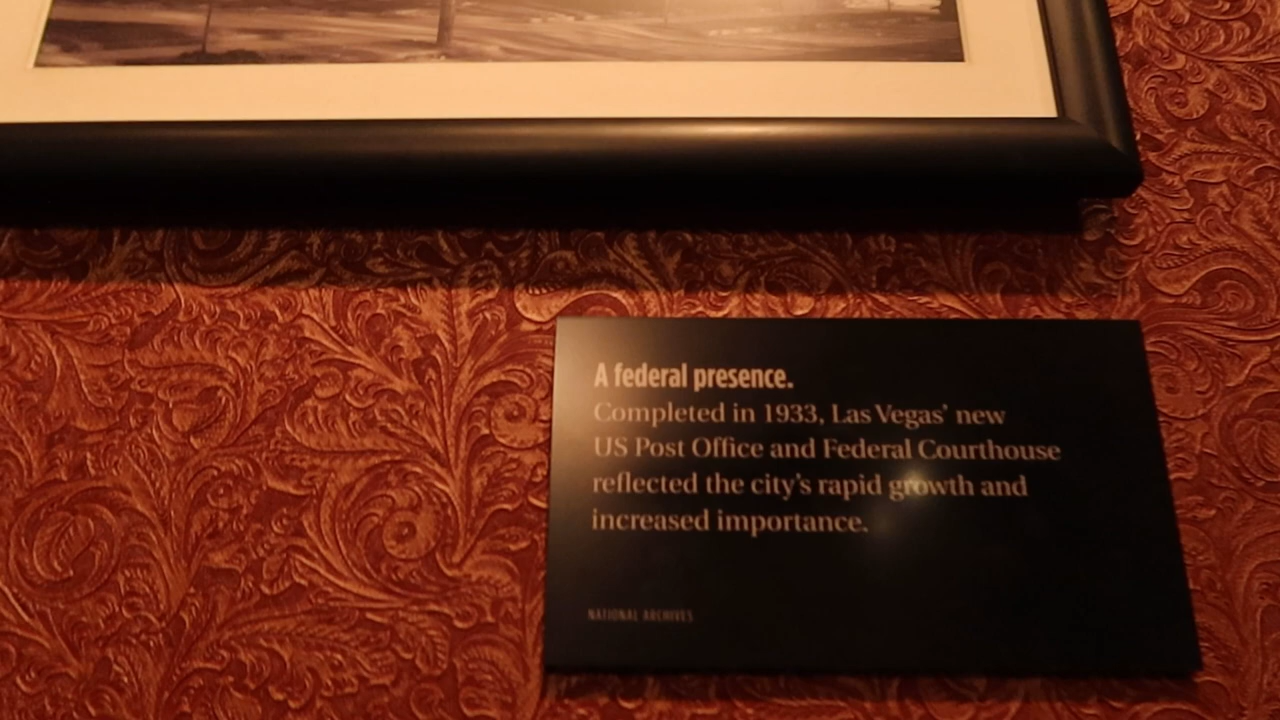 A federal presence.
Completed in 1933, Las Vegas’ new
US Post Office and Federal Courthouse
reflected the city’s rapid growth and
increased importance.
NATIONAL ARCHIVES